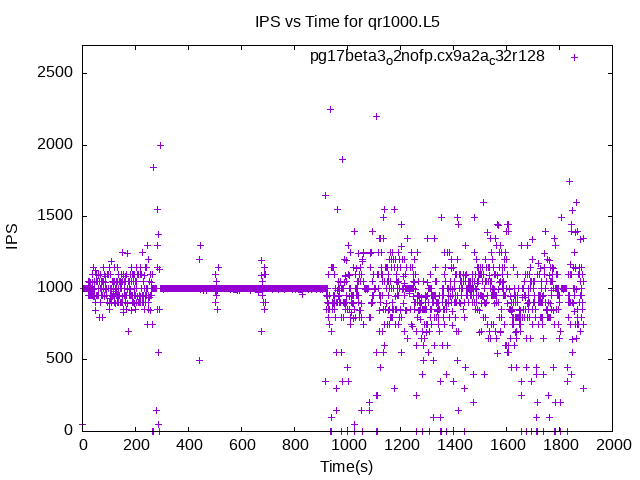 IPS vs Time for qr1000.L5
pg17beta3o2nofp.cx9a2ac32r128
2500
2000
1500
1000
500
0
IPS
0 200 400 600 800 1000 1200 1400 1600 1800 2000
Time(s)